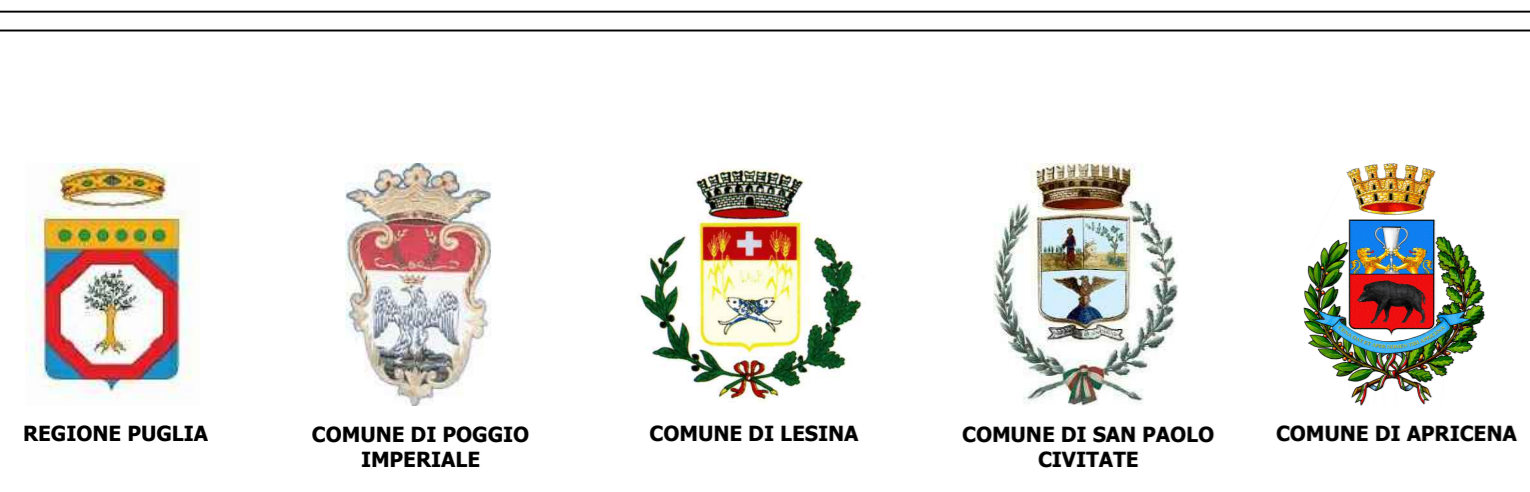 REGIONE PUGLIA
COMUNE DI POGGIO
IMPERIALE
COMUNE DI LESINA
COMUNE DI SAN PAOLO
CIVITATE
COMUNE DI APRICENA